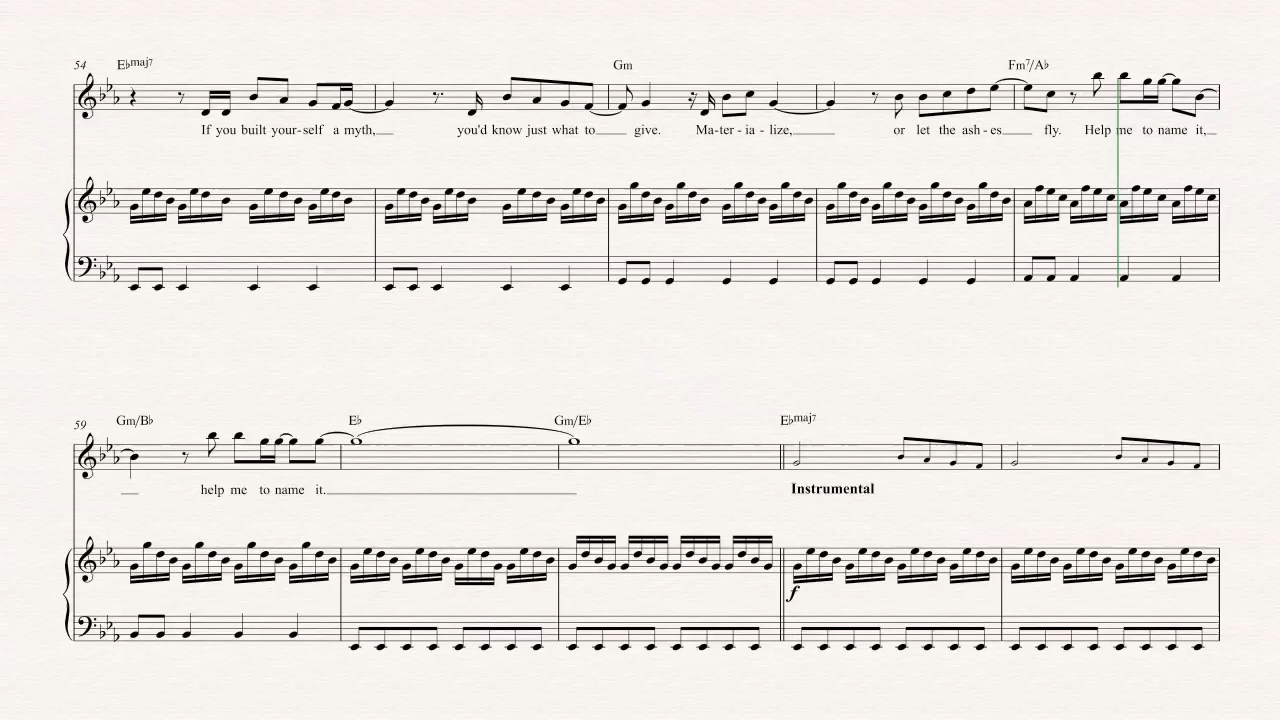 54 E♭maj7 Gm Fm7/A♭
If you built your-self a myth, you'd know just what to give. Ma-ter-ia-lize, or let the ash-es fly. Help me to name it,
59 Gm/B♭ E♭ Gm/E♭ E♭maj7
help me to name it. Instrumental
f